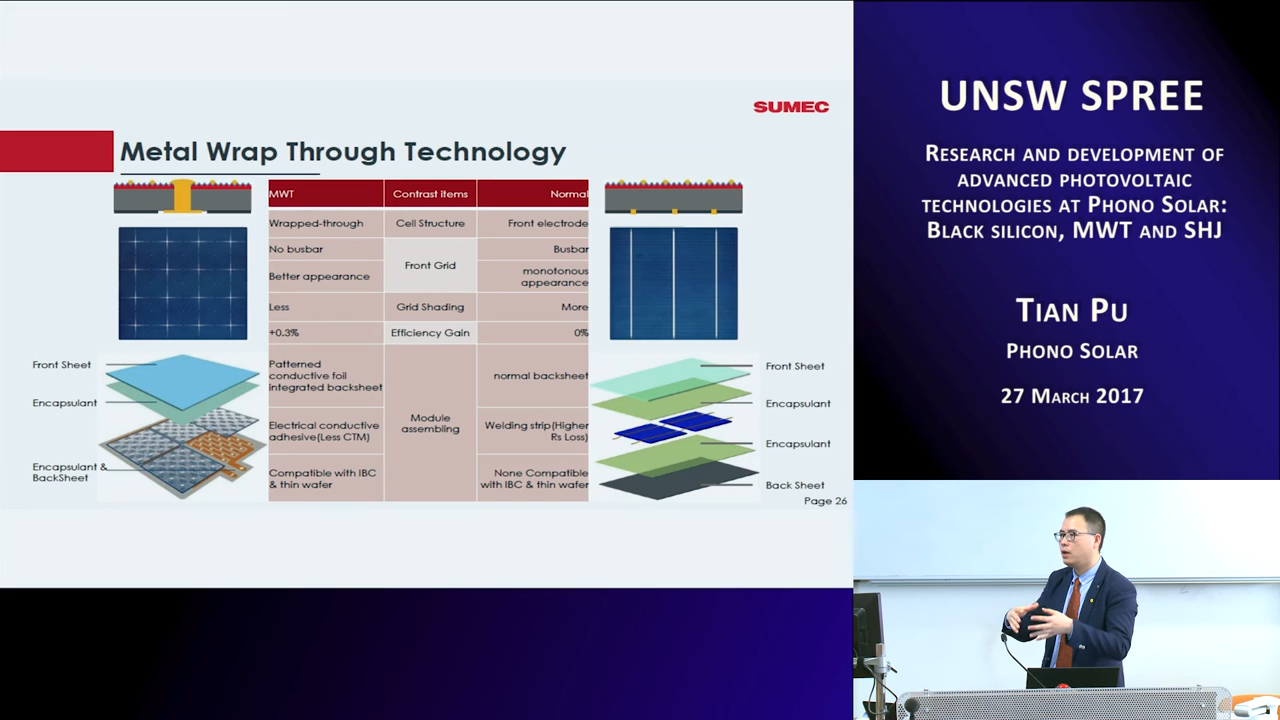 SUMEC
Metal Wrap Through Technology
MWT
Contrast items
Normal
Wrapped-through
Cell Structure
Front electrode
No busbar
Front Grid
Busbar
Better appearance
monotonous
appearance
Less
Grid Shading
More
+0.3%
Efficiency Gain
0%
Patterned
conductive foil
integrated backsheet
Module
assembling
normal backsheet
Electrical conductive
adhesive(Less CTM)
Welding strip(Higher
Rs Loss)
Compatible with IBC
& thin wafer
None Compatible
with IBC & thin wafer
Front Sheet
Encapsulant
Encapsulant &
BackSheet
Front Sheet
Encapsulant
Encapsulant
Back Sheet
Page 26
UNSW SPREE
Research and development of
advanced photovoltaic
technologies at Phono Solar:
Black silicon, MWT and SHJ
Tian Pu
Phono Solar
27 March 2017